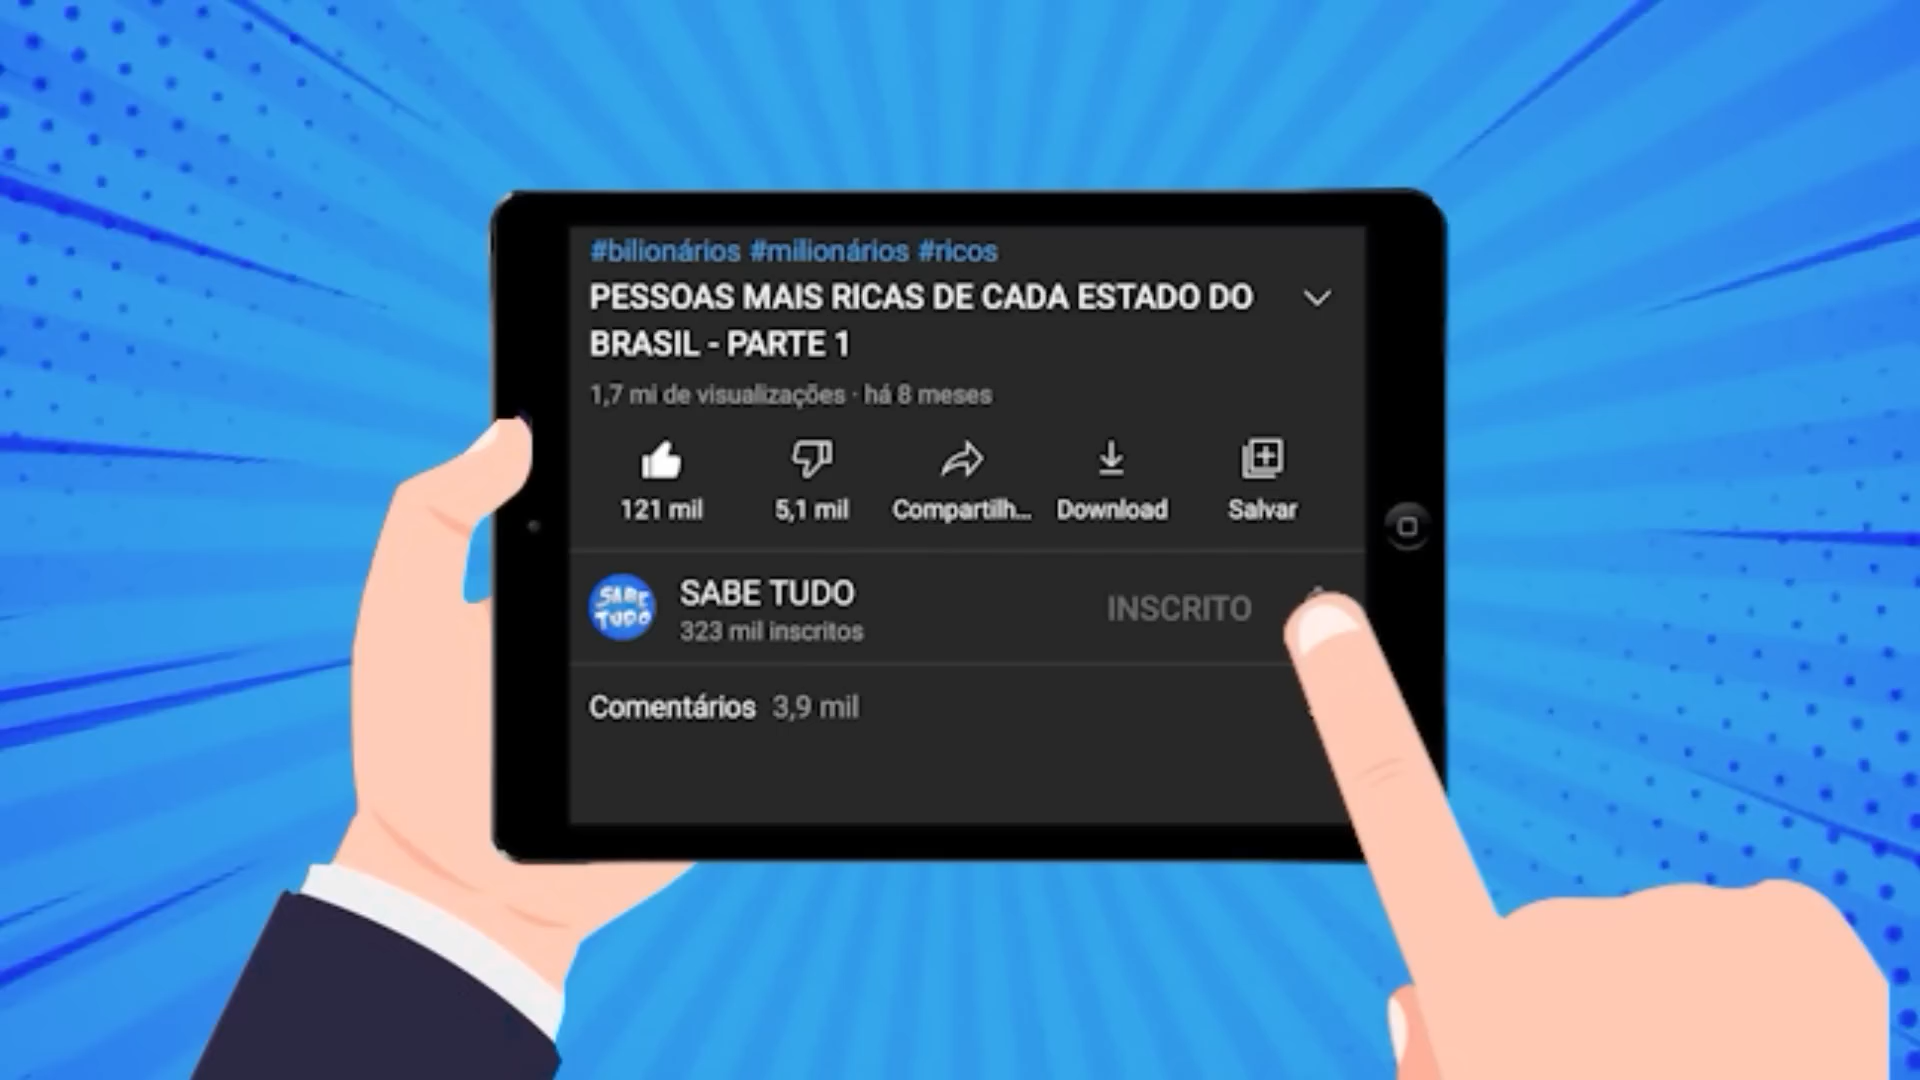 #bilionários #milionários #ricos
PESSOAS MAIS RICAS DE CADA ESTADO DO
BRASIL - PARTE 1
1,7 mi de visualizações · há 8 meses
121 mil
5,1 mil
Compartilh...
Download
Salvar
SABE
TUDO
SABE TUDO
323 mil inscritos
INSCRITO
Comentários 3,9 mil